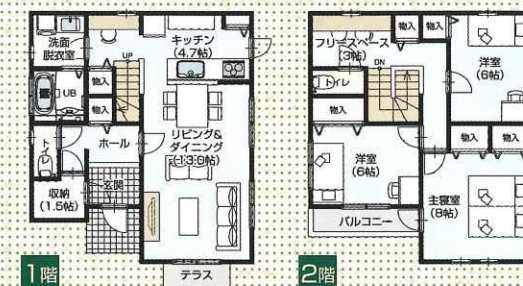 洗面
脱衣室
キッチン
(4.7帖)
UP
物入
UB
物入
トイレ
ホール
リビング&
ダイニング
(13.0帖)
収納
(1.5帖)
玄関
テラス
1階
物入
物入
フリースペース
(3帖)
DN
洋室
(6帖)
トイレ
物入
物入
物入
洋室
(6帖)
主寝室
(8帖)
バルコニー
2階